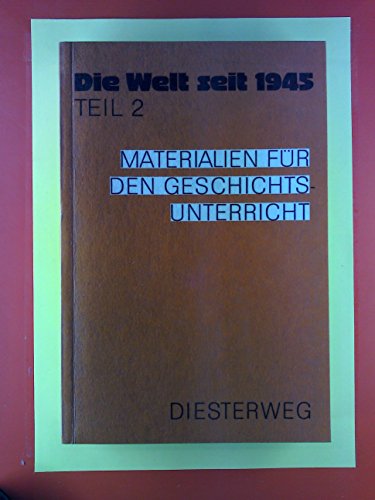 Die Welt seit 1945
TEIL 2
MATERIALIEN FÜR
DEN GESCHICHTS-
UNTERRICHT
DIESTERWEG